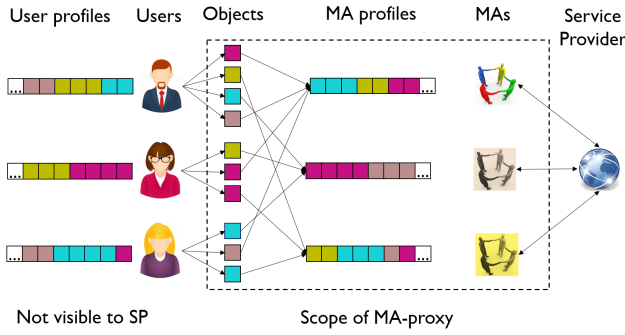 User profiles
Users
Objects
MA profiles
MAs
Service
Provider
...
...
...
...
...
...
Not visible to SP
Scope of MA-proxy